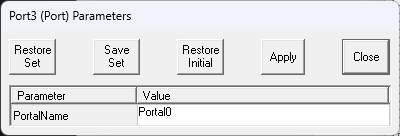 Port3 (Port) Parameters
Restore Set
Save Set
Restore Initial
Apply
Close
Parameter Value
PortalName Portal0